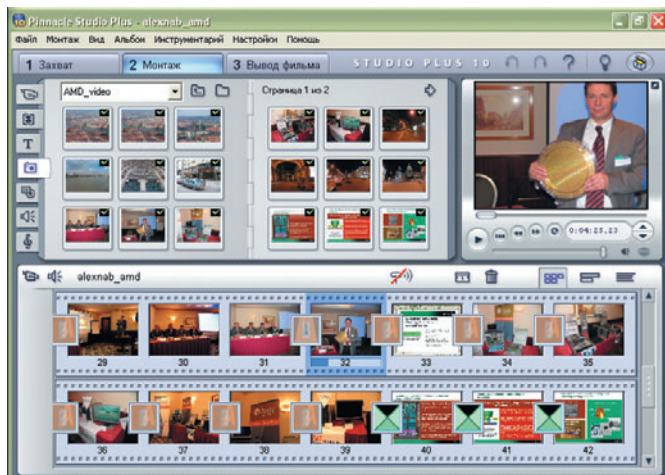 Pinnacle Studio Plus - alexnab_amd
Файл Монтаж Вид Альбом Инструментарий Настройки Помощь
1 Захват 2 Монтаж 3 Вывод фильма STUDIO PLUS 10
AMD_video
Страница 1 из 2
T
0:04:25.23
alexnab_amd
29 30 31 32 33 34 35
36 37 38 39 40 41 42